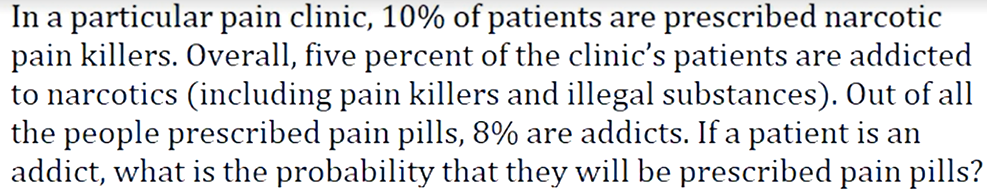 In a particular pain clinic, 10% of patients are prescribed narcotic
pain killers. Overall, five percent of the clinic’s patients are addicted
to narcotics (including pain killers and illegal substances). Out of all
the people prescribed pain pills, 8% are addicts. If a patient is an
addict, what is the probability that they will be prescribed pain pills?